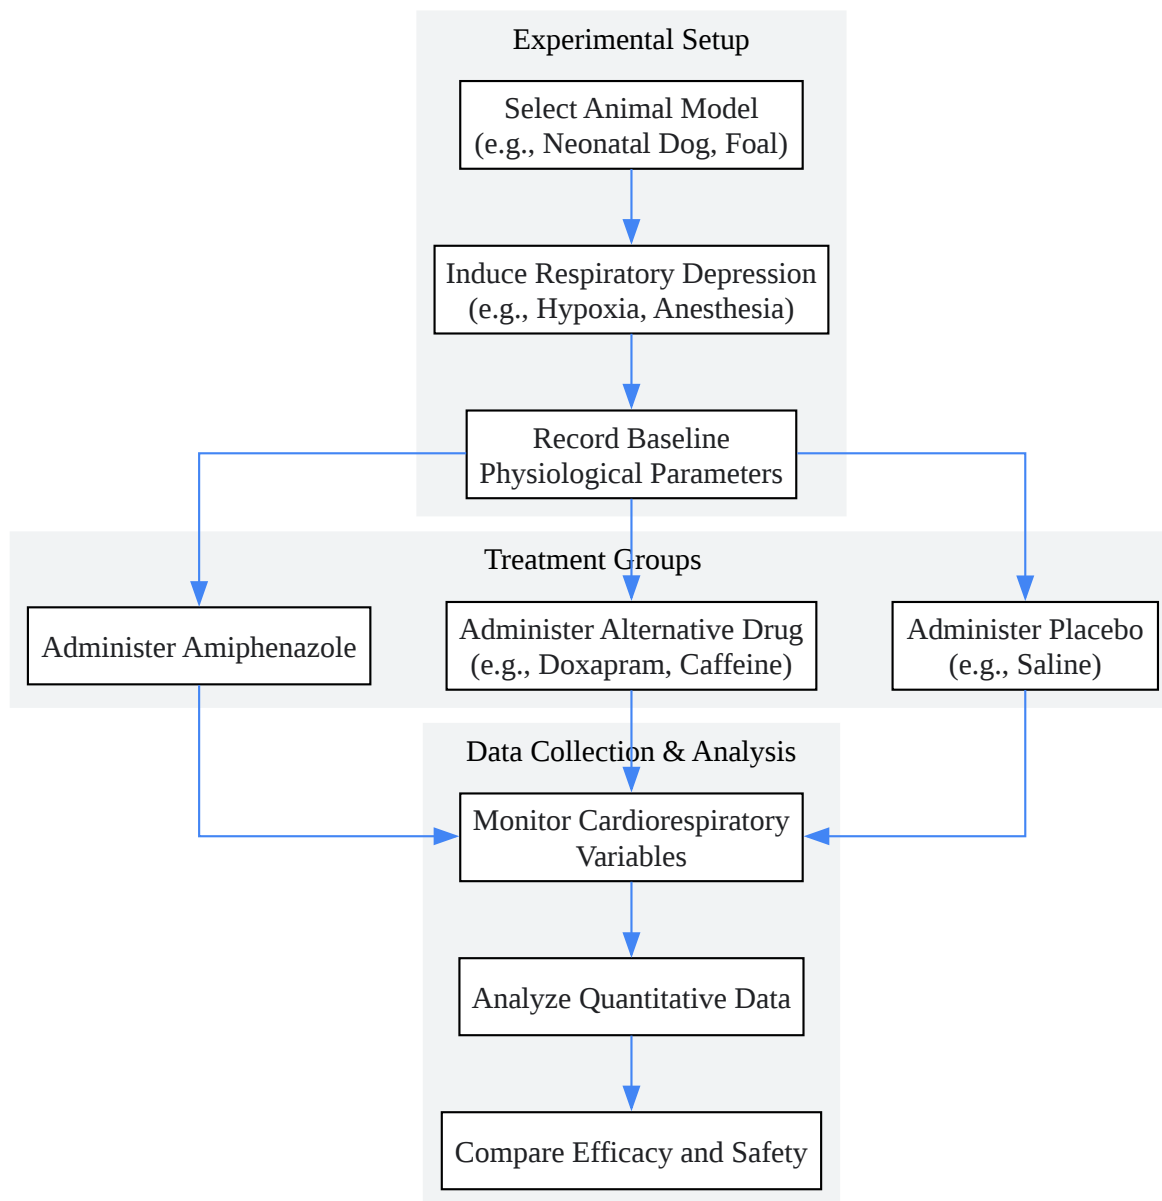 Experimental Setup
Select Animal Model
(e.g., Neonatal Dog, Foal)
Induce Respiratory Depression
(e.g., Hypoxia, Anesthesia)
Record Baseline
Physiological Parameters
Treatment Groups
Administer Amiphenazole
Administer Alternative Drug
(e.g., Doxapram, Caffeine)
Administer Placebo
(e.g., Saline)
Data Collection & Analysis
Monitor Cardiorespiratory
Variables
Analyze Quantitative Data
Compare Efficacy and Safety